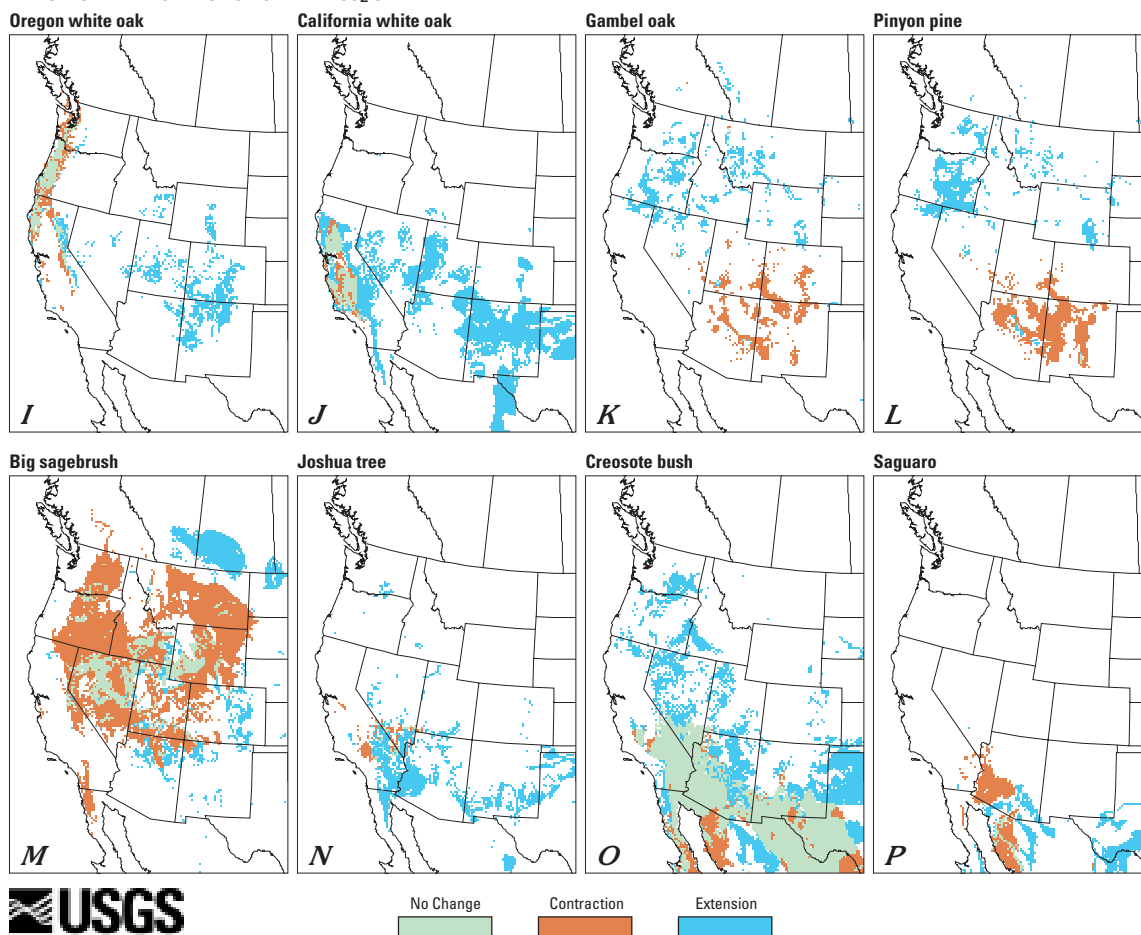 Oregon white oak
California white oak
Gambel oak
Pinyon pine
I
J
K
L
Big sagebrush
Joshua tree
Creosote bush
Saguaro
M
N
O
P
USGS
No Change
Contraction
Extension